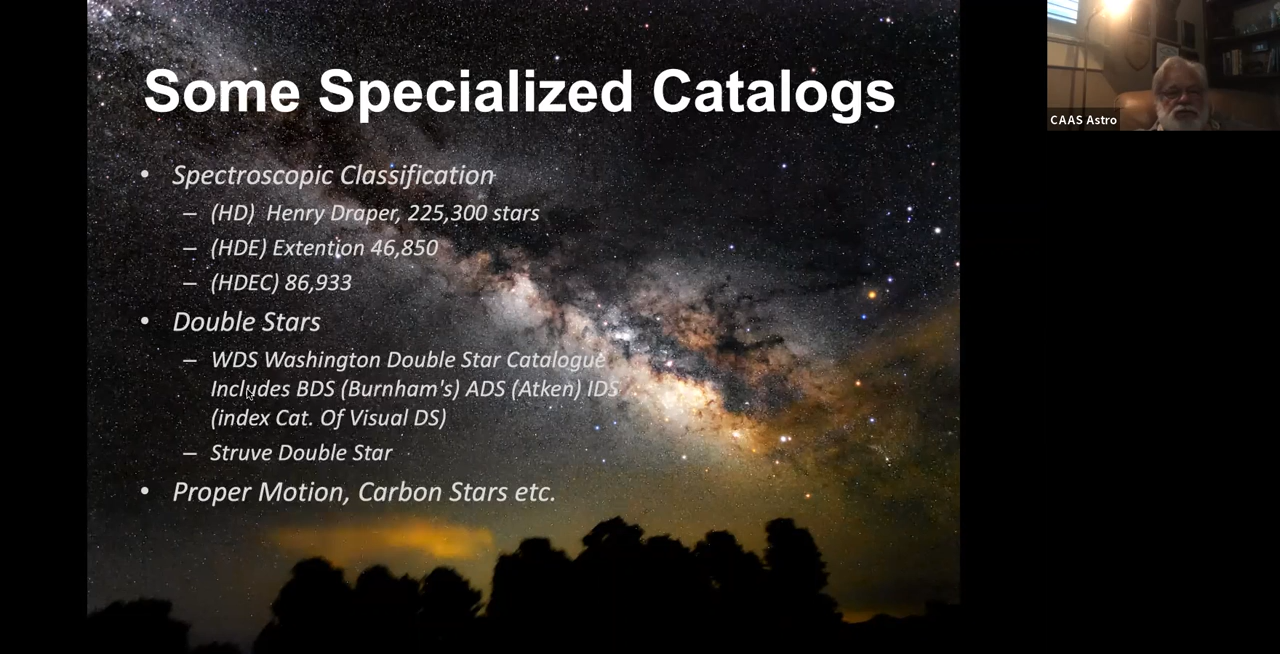 Some Specialized Catalogs
CAAS Astro
• Spectroscopic Classification
– (HD) Henry Draper, 225,300 stars
– (HDE) Extention 46,850
– (HDEC) 86,933
• Double Stars
– WDS Washington Double Star Catalogue
Includes BDS (Burnham's) ADS (Atken) IDS
(index Cat. Of Visual DS)
– Struve Double Star
• Proper Motion, Carbon Stars etc.